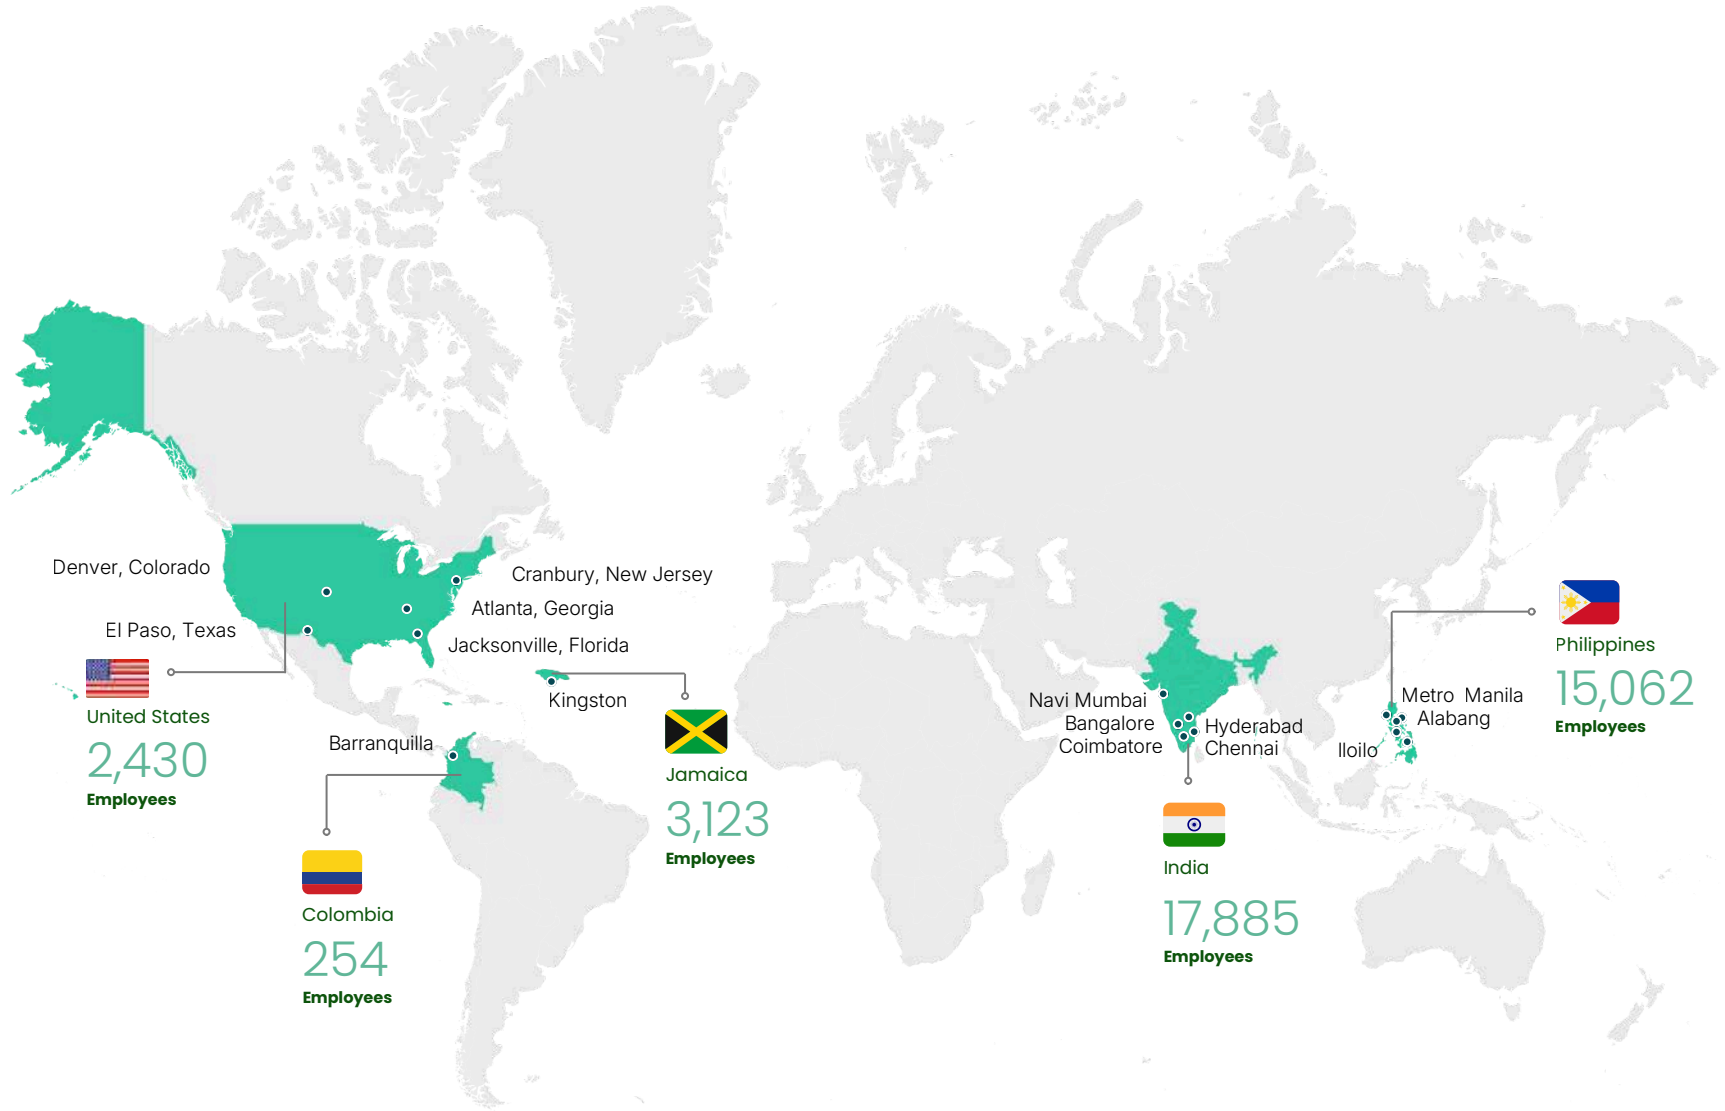 Denver, Colorado
El Paso, Texas
Cranbury, New Jersey
Atlanta, Georgia
Jacksonville, Florida
United States
2,430
Employees
Kingston
Jamaica
3,123
Employees
Barranquilla
Colombia
254
Employees
Navi Mumbai
Bangalore
Coimbatore
Hyderabad
Chennai
India
17,885
Employees
Metro Manila
Alabang
Iloilo
Philippines
15,062
Employees